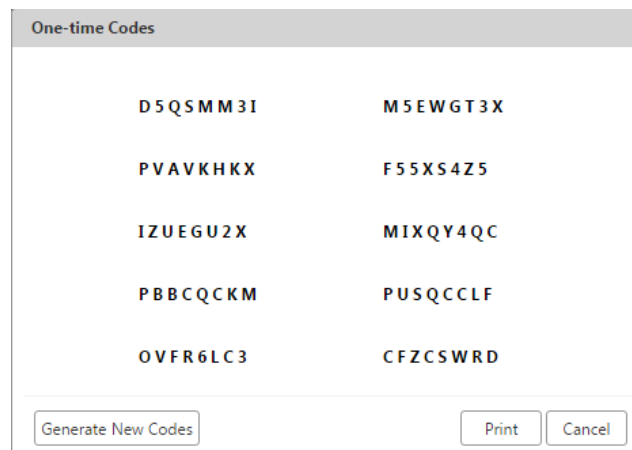 One-time Codes
D5QSMM3I M5EWGT3X
PVAVKHKX F55XS4Z5
IZUEGU2X MIXQY4QC
PBBCQCKM PUSQCCLF
OVFR6LC3 CFZCSWRD
Generate New Codes Print Cancel